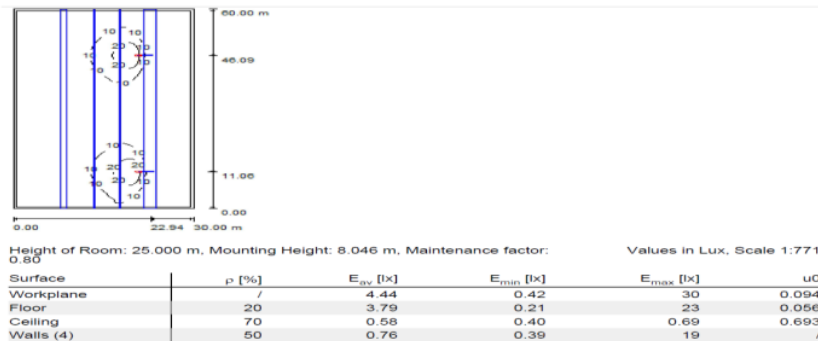 60.00 m
10 10
20 10
10
20 10
10
46.09
10
10
20
10 20
20 10
10
11.06
0.00
0.00 22.94 30.00 m
Height of Room: 25.000 m, Mounting Height: 8.046 m, Maintenance factor: Values in Lux, Scale 1:771
0.80
Surface ρ [%] Eav [lx] Emin [lx] Emax [lx] u0
Workplane / 4.44 0.42 30 0.094
Floor 20 3.79 0.21 23 0.056
Ceiling 70 0.58 0.40 0.69 0.693
Walls (4) 50 0.76 0.39 19 /